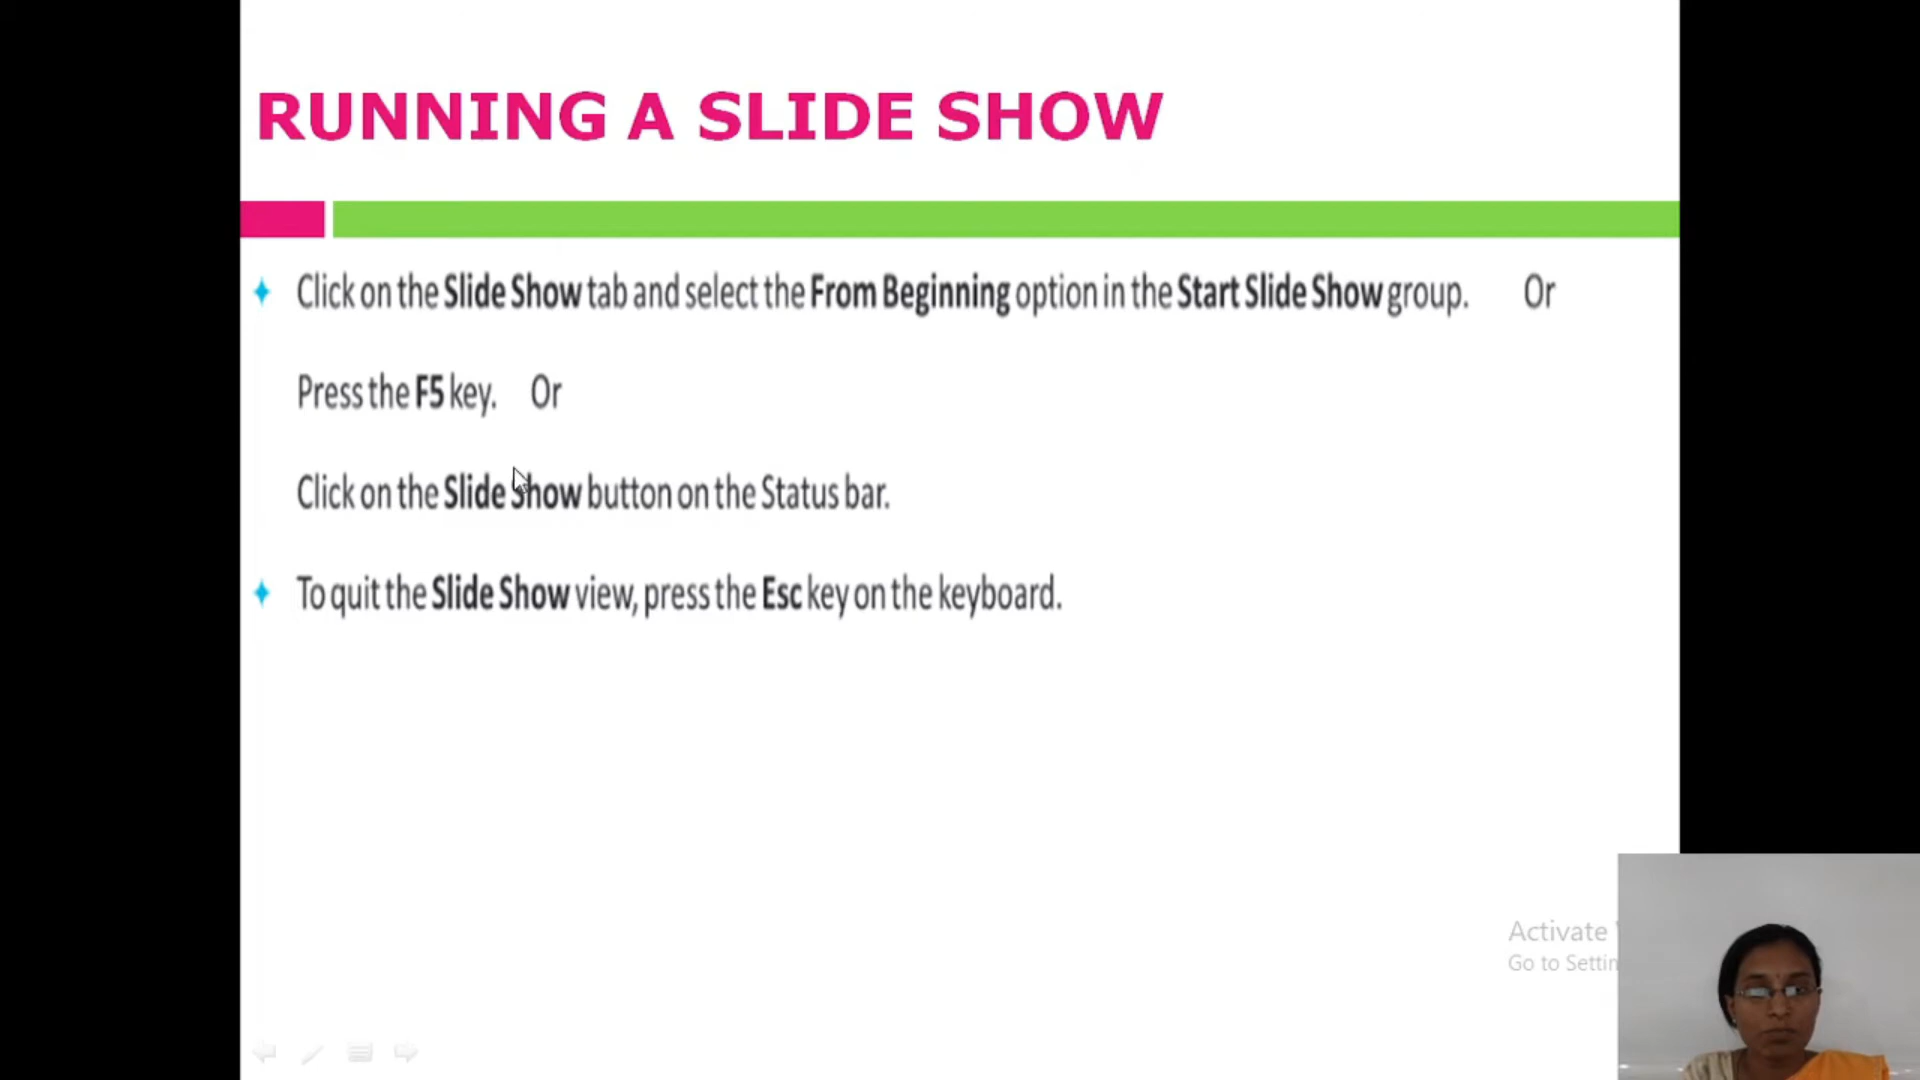 RUNNING A SLIDE SHOW
Click on the Slide Show tab and select the From Beginning option in the Start Slide Show group. Or
Press the F5 key. Or
Click on the Slide Show button on the Status bar.
To quit the Slide Show view, press the Esc key on the keyboard.
Activate
Go to